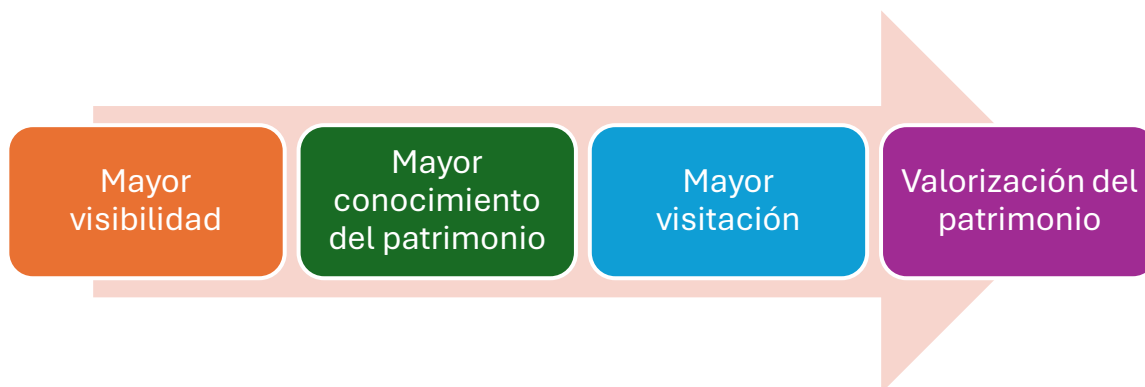 Mayor
visibilidad
Mayor
conocimiento
del patrimonio
Mayor
visitación
Valorización del
patrimonio